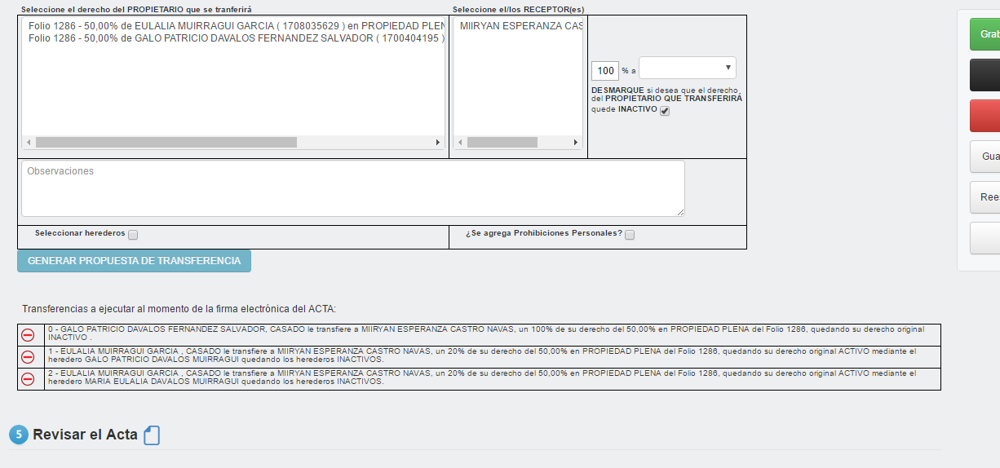 Seleccione el derecho del PROPIETARIO que se tranferirá
Seleccione el/los RECEPTOR(es)
Folio 1286 - 50,00% de EULALIA MUIRRAGUI GARCIA ( 1708035629 ) en PROPIEDAD PLEN
Folio 1286 - 50,00% de GALO PATRICIO DAVALOS FERNANDEZ SALVADOR ( 1700404195 )
MIIRYAN ESPERANZA CAS
100 % a
DESMARQUE si desea que el derecho
del PROPIETARIO QUE TRANSFERIRÁ
quede INACTIVO
Observaciones
Seleccionar herederos
¿Se agrega Prohibiciones Personales?
GENERAR PROPUESTA DE TRANSFERENCIA
Grab
Gua
Ree
Transferencias a ejecutar al momento de la firma electrónica del ACTA:
0 - GALO PATRICIO DAVALOS FERNANDEZ SALVADOR, CASADO le transfiere a MIIRYAN ESPERANZA CASTRO NAVAS, un 100% de su derecho del 50,00% en PROPIEDAD PLENA del Folio 1286, quedando su derecho original
INACTIVO .
1 - EULALIA MUIRRAGUI GARCIA , CASADO le transfiere a MIIRYAN ESPERANZA CASTRO NAVAS, un 20% de su derecho del 50,00% en PROPIEDAD PLENA del Folio 1286, quedando su derecho original ACTIVO mediante el
heredero GALO PATRICIO DAVALOS MUIRRAGUI quedando los herederos INACTIVOS.
2 - EULALIA MUIRRAGUI GARCIA , CASADO le transfiere a MIIRYAN ESPERANZA CASTRO NAVAS, un 20% de su derecho del 50,00% en PROPIEDAD PLENA del Folio 1286, quedando su derecho original ACTIVO mediante el
heredero MARIA EULALIA DAVALOS MUIRRAGUI quedando los herederos INACTIVOS.
5 Revisar el Acta